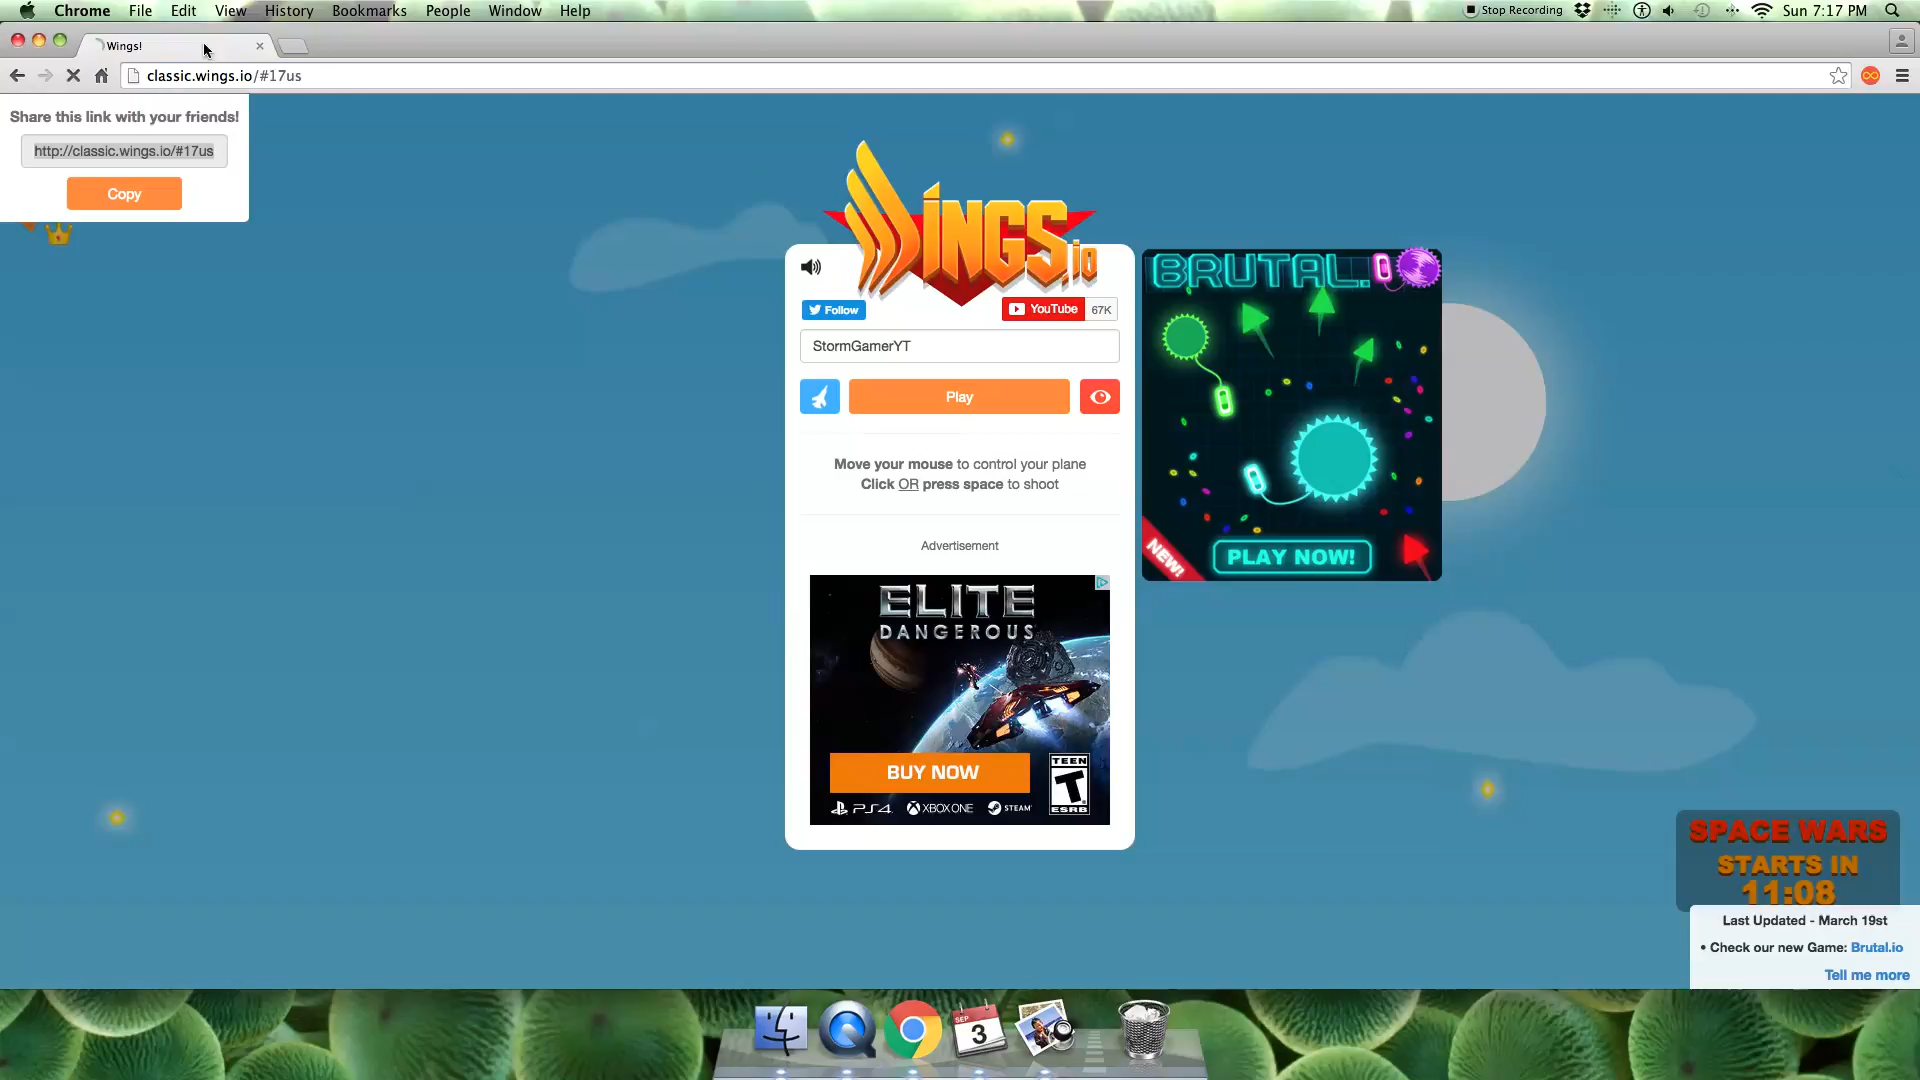 Chrome File Edit View History Bookmarks People Window Help
Stop Recording Sun 7:17 PM
Wings!
classic.wings.io/#17us
Share this link with your friends!
http://classic.wings.io/#17us
Copy
WINGS.io
Follow
YouTube 67K
StormGamerYT
Play
Move your mouse to control your plane
Click OR press space to shoot
Advertisement
ELITE
DANGEROUS
BUY NOW
PS4 XBOX ONE STEAM
TEEN
T
ESRB
BRUTAL.
NEW!
PLAY NOW!
SPACE WARS
STARTS IN
11:08
Last Updated - March 19st
• Check our new Game: Brutal.io
Tell me more
SEP
3